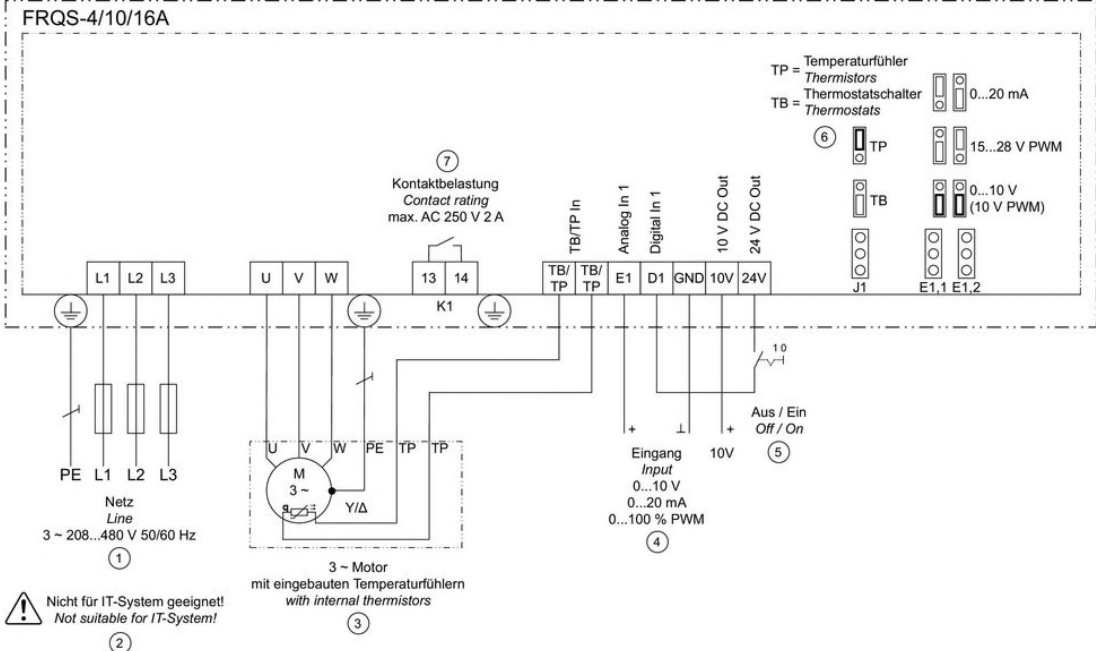 FRQS-4/10/16A
TP = Temperaturfühler
Thermistors
TB = Thermostatschalter
Thermostats
6
TP
TB
J1
0...20 mA
15...28 V PWM
0...10 V
(10 V PWM)
E1,1 E1,2
7
Kontaktbelastung
Contact rating
max. AC 250 V 2 A
TB/TP In
Analog In 1
Digital In 1
10 V DC Out
24 V DC Out
L1 L2 L3
U V W
13 14
K1
TB/TP TB/TP E1 D1 GND 10V 24V
1 0
Aus / Ein
Off / On
5
+ ⊥ +
Eingang
Input
0...10 V
0...20 mA
0...100 % PWM
4
10V
PE L1 L2 L3
Netz
Line
3 ~ 208...480 V 50/60 Hz
1
U V W PE TP TP
M
3 ~
Y/Δ
3 ~ Motor
mit eingebauten Temperaturfühlern
with internal thermistors
3
Nicht für IT-System geeignet!
Not suitable for IT-System!
2